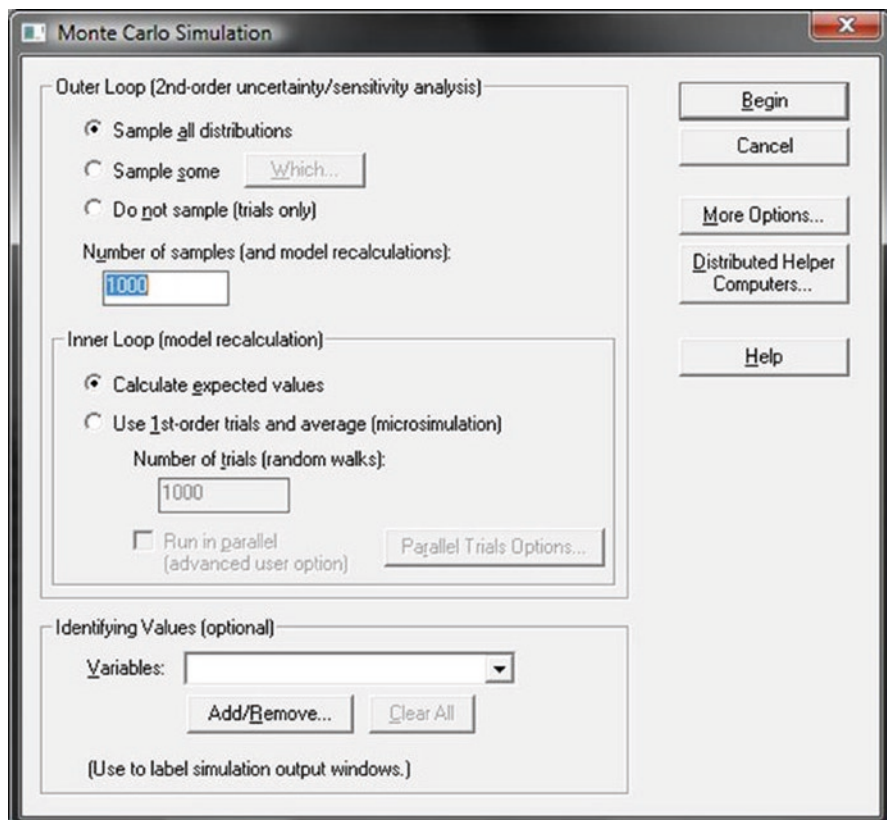 Monte Carlo Simulation
Outer Loop (2nd-order uncertainty/sensitivity analysis)
Sample all distributions
Sample some
Which...
Do not sample (trials only)
Number of samples (and model recalculations):
1000
Inner Loop (model recalculation)
Calculate expected values
Use 1st-order trials and average (microsimulation)
Number of trials (random walks):
1000
Run in parallel
(advanced user option)
Parallel Trials Options...
Identifying Values (optional)
Variables:
Add/Remove...
Clear All
(Use to label simulation output windows.)
Begin
Cancel
More Options...
Distributed Helper
Computers...
Help